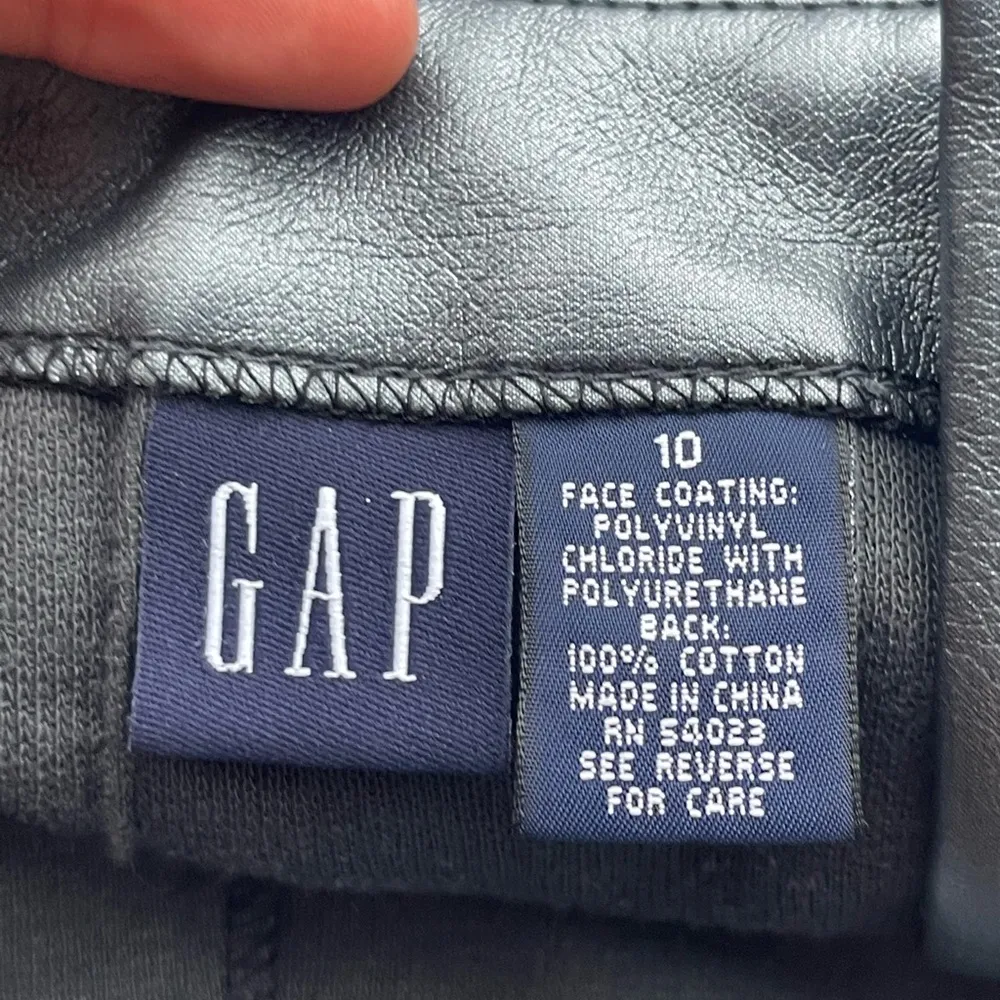 GAP
10
FACE COATING:
POLYVINYL
CHLORIDE WITH
POLYURETHANE
BACK:
100% COTTON
MADE IN CHINA
RN 54023
SEE REVERSE
FOR CARE